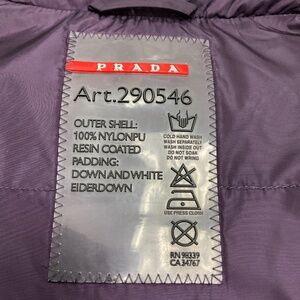 PRADA
Art.290546
OUTER SHELL:
100% NYLONPU
RESIN COATED
PADDING:
DOWN AND WHITE
EIDERDOWN
COLD HAND WASH
WASH SEPARATELY
WASH INSIDE OUT
DO NOT SOAK
DO NOT WRING
USE PRESS CLOTH
RN 98339
CA 34767